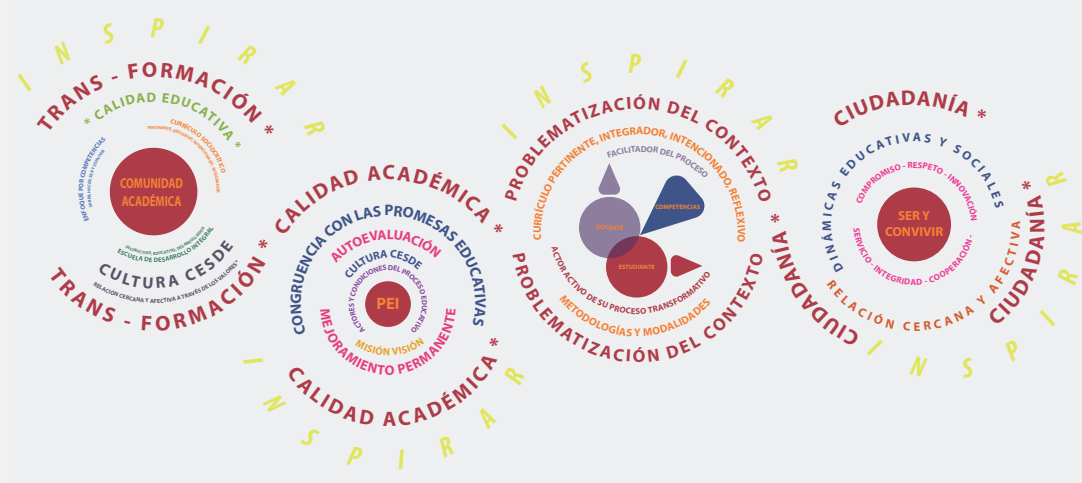 INSPIRAR
TRANS - FORMACIÓN *
* CALIDAD EDUCATIVA *
CURRÍCULO SOCIOCRÍTICO
ENFOQUE POR COMPETENCIAS
COMUNIDAD
ACADÉMICA
ESCUELA DE DESARROLLO INTEGRAL
CULTURA CESDE
RELACIÓN CERCANA Y AFECTIVA A TRAVÉS DE LOS VALORES*
TRANS - FORMACIÓN *
CALIDAD ACADÉMICA *
CONGRUENCIA CON LAS PROMESAS EDUCATIVAS
AUTOEVALUACIÓN
CULTURA CESDE
ACTORES Y CONDICIONES DEL PROCESO EDUCATIVO
PEI
MISIÓN VISIÓN
MEJORAMIENTO PERMANENTE
CALIDAD ACADÉMICA *
INSPIRAR
INSPIRAR
PROBLEMATIZACIÓN DEL CONTEXTO *
CURRÍCULO PERTINENTE, INTEGRADOR, INTENCIONADO, REFLEXIVO
FACILITADOR DEL PROCESO
COMPETENCIAS
DOCENTE
ESTUDIANTE
ACTOR ACTIVO DE SU PROCESO TRANSFORMATIVO
METODOLOGÍAS Y MODALIDADES
PROBLEMATIZACIÓN DEL CONTEXTO
CIUDADANÍA *
DINÁMICAS EDUCATIVAS Y SOCIALES
COMPROMISO - RESPETO - INNOVACIÓN
SER Y
CONVIVIR
SERVICIO - INTEGRIDAD - COOPERACIÓN -
RELACIÓN CERCANA Y AFECTIVA
CIUDADANÍA
CIUDADANÍA *
INSPIRAR